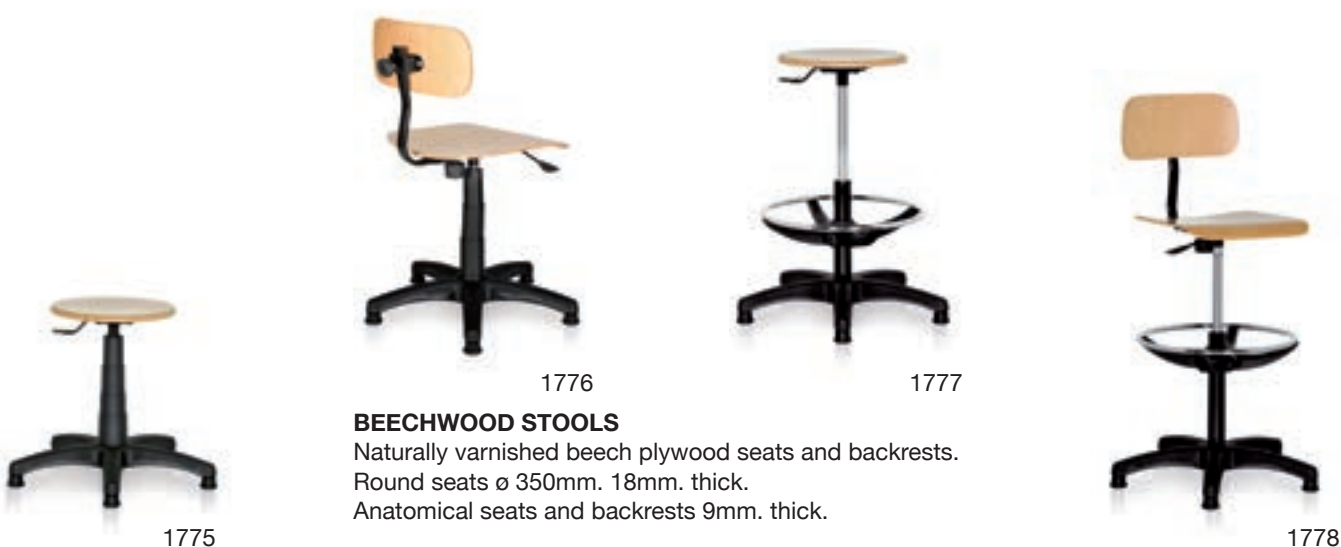 1776
1777
BEECHWOOD STOOLS
Naturally varnished beech plywood seats and backrests.
Round seats ø 350mm. 18mm. thick.
Anatomical seats and backrests 9mm. thick.
1775
1778